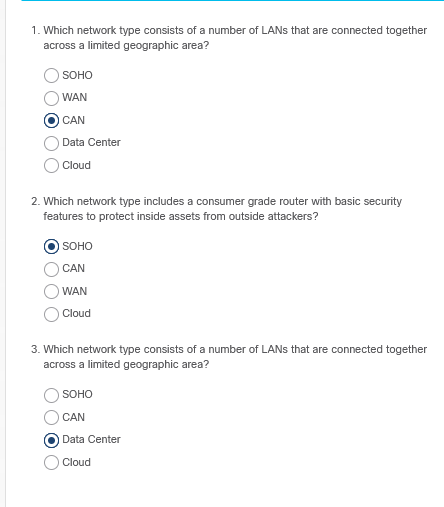 1. Which network type consists of a number of LANs that are connected together
across a limited geographic area?
SOHO
WAN
CAN
Data Center
Cloud
2. Which network type includes a consumer grade router with basic security
features to protect inside assets from outside attackers?
SOHO
CAN
WAN
Cloud
3. Which network type consists of a number of LANs that are connected together
across a limited geographic area?
SOHO
CAN
Data Center
Cloud